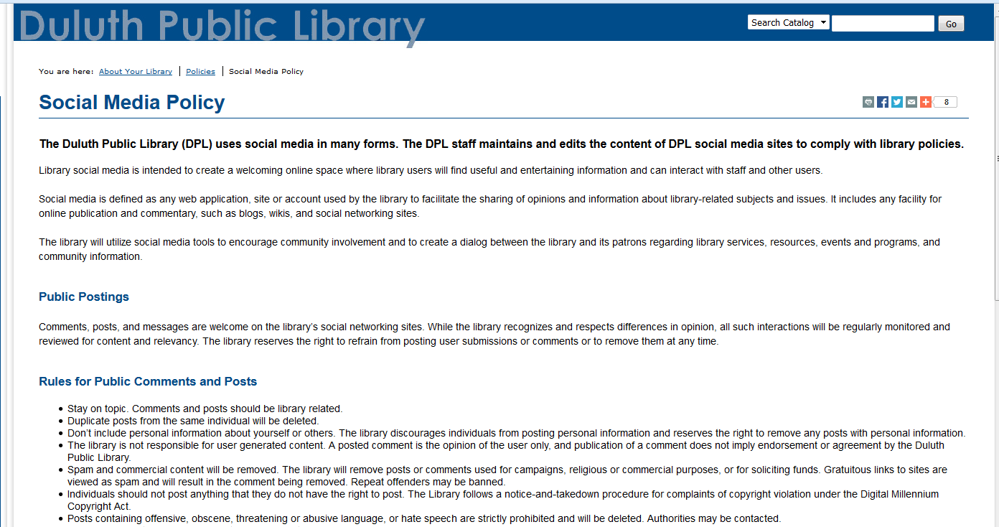 Duluth Public Library
Search Catalog
Go
You are here: About Your Library | Policies | Social Media Policy
Social Media Policy
8
The Duluth Public Library (DPL) uses social media in many forms. The DPL staff maintains and edits the content of DPL social media sites to comply with library policies.
Library social media is intended to create a welcoming online space where library users will find useful and entertaining information and can interact with staff and other users.
Social media is defined as any web application, site or account used by the library to facilitate the sharing of opinions and information about library-related subjects and issues. It includes any facility for
online publication and commentary, such as blogs, wikis, and social networking sites.
The library will utilize social media tools to encourage community involvement and to create a dialog between the library and its patrons regarding library services, resources, events and programs, and
community information.
Public Postings
Comments, posts, and messages are welcome on the library's social networking sites. While the library recognizes and respects differences in opinion, all such interactions will be regularly monitored and
reviewed for content and relevancy. The library reserves the right to refrain from posting user submissions or comments or to remove them at any time.
Rules for Public Comments and Posts
• Stay on topic. Comments and posts should be library related.
• Duplicate posts from the same individual will be deleted.
• Don't include personal information about yourself or others. The library discourages individuals from posting personal information and reserves the right to remove any posts with personal information.
• The library is not responsible for user generated content. A posted comment is the opinion of the user only, and publication of a comment does not imply endorsement or agreement by the Duluth
Public Library.
• Spam and commercial content will be removed. The library will remove posts or comments used for campaigns, religious or commercial purposes, or for soliciting funds. Gratuitous links to sites are
viewed as spam and will result in the comment being removed. Repeat offenders may be banned.
• Individuals should not post anything that they do not have the right to post. The Library follows a notice-and-takedown procedure for complaints of copyright violation under the Digital Millennium
Copyright Act.
• Posts containing offensive, obscene, threatening or abusive language, or hate speech are strictly prohibited and will be deleted. Authorities may be contacted.